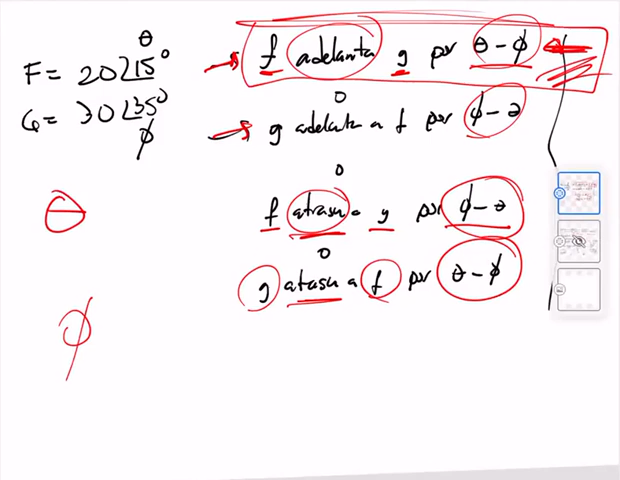 θ
F = 20∠15°
G = 30∠35°
ϕ
f adelanta g por θ - ϕ
o
g adelanta a f por ϕ - θ
o
f atrasa a g por ϕ - θ
o
g atrasa a f por θ - ϕ
θ
ϕ